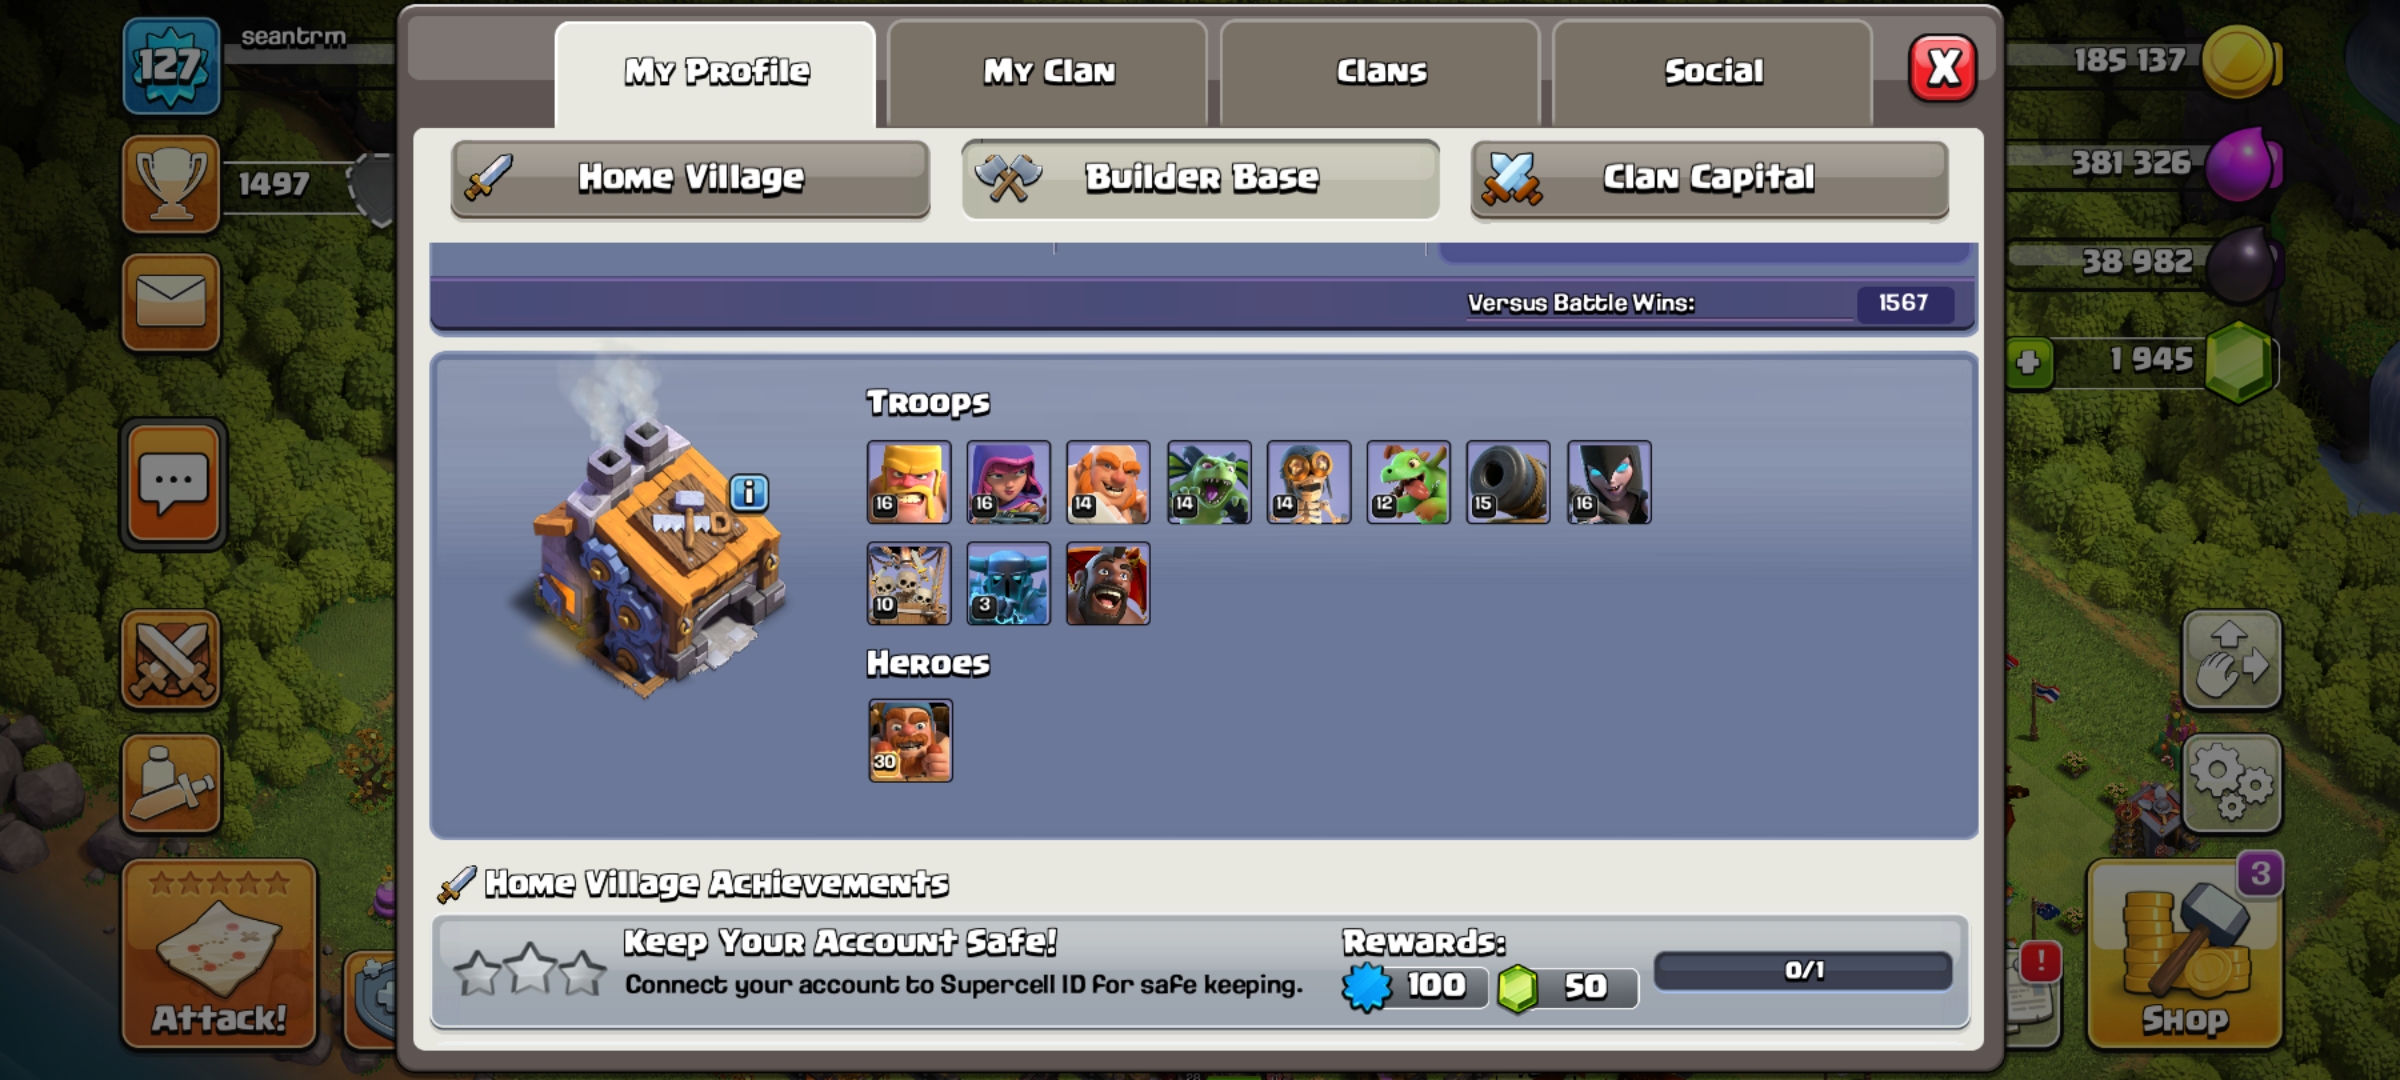 127
seantrm
My Profile
My Clan
Clans
Social
X
185 137
1497
Home Village
Builder Base
Clan Capital
381 326
38 982
Versus Battle Wins:
1567
1 945
Troops
16
16
14
14
14
12
15
16
10
3
Heroes
30
Home Village Achievements
3
Keep Your Account Safe!
Connect your account to Supercell ID for safe keeping.
Rewards:
100
50
0/1
!
Attack!
Shop
28